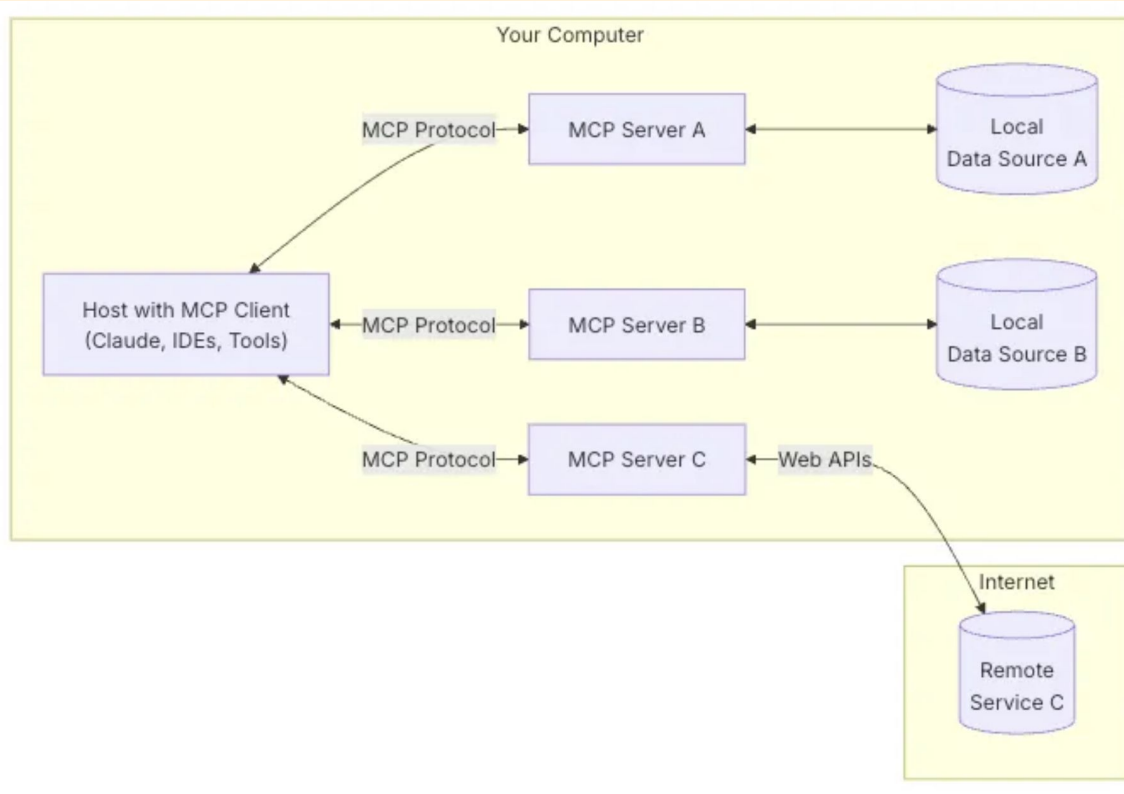 Your Computer
MCP Protocol
MCP Server A
Local
Data Source A
Host with MCP Client
(Claude, IDEs, Tools)
MCP Protocol
MCP Server B
Local
Data Source B
MCP Protocol
MCP Server C
Web APIs
Internet
Remote
Service C